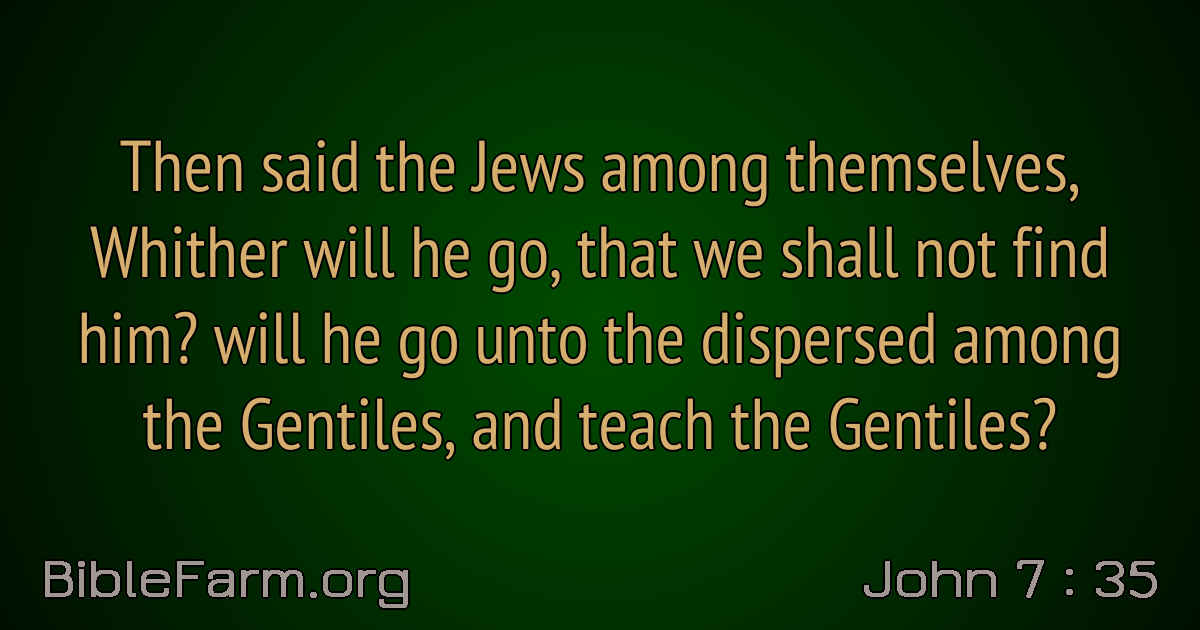 Then said the Jews among themselves,
Whither will he go, that we shall not find
him? will he go unto the dispersed among
the Gentiles, and teach the Gentiles?
BibleFarm.org
John 7 : 35